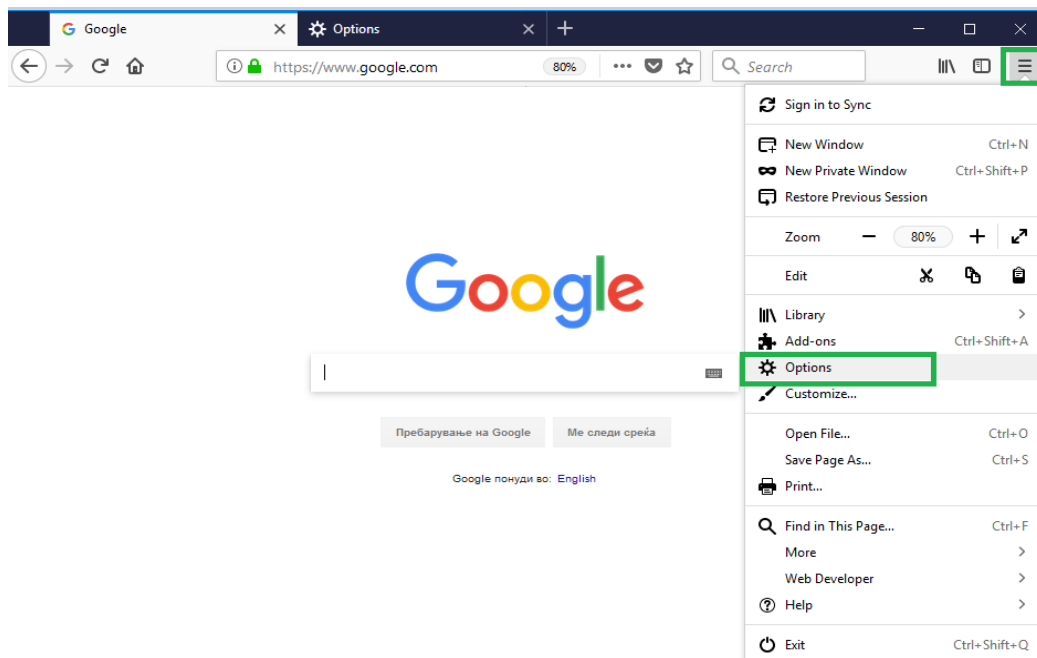 Google
Options
https://www.google.com
80%
Search
Sign in to Sync
New Window Ctrl+N
New Private Window Ctrl+Shift+P
Restore Previous Session
Zoom 80%
Edit
Library
Add-ons Ctrl+Shift+A
Options
Customize...
Open File... Ctrl+O
Save Page As... Ctrl+S
Print...
Find in This Page... Ctrl+F
More
Web Developer
Help
Exit Ctrl+Shift+Q
Google
Пребарување на Google
Ме следи среќа
Google понуди во: English